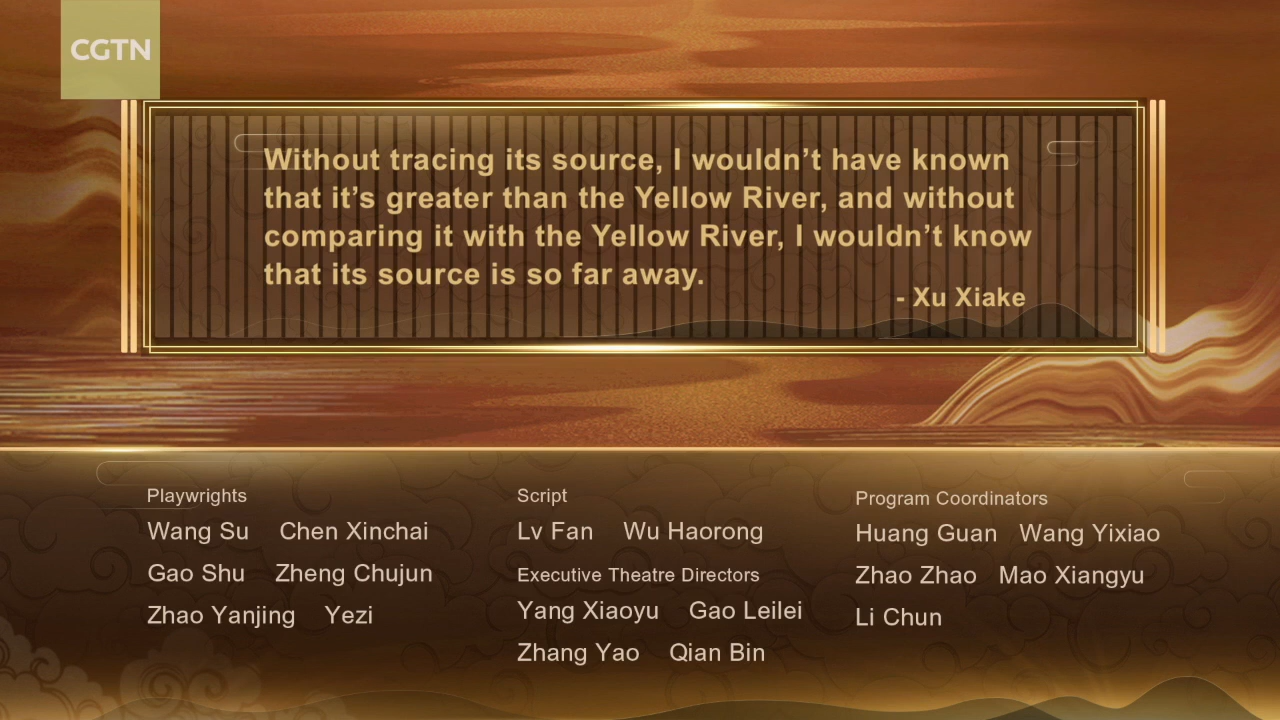 CGTN
Without tracing its source, I wouldn’t have known
that it’s greater than the Yellow River, and without
comparing it with the Yellow River, I wouldn’t know
that its source is so far away.
- Xu Xiake
Playwrights
Wang Su Chen Xinchai
Gao Shu Zheng Chujun
Zhao Yanjing Yezi
Script
Lv Fan Wu Haorong
Executive Theatre Directors
Yang Xiaoyu Gao Leilei
Zhang Yao Qian Bin
Program Coordinators
Huang Guan Wang Yixiao
Zhao Zhao Mao Xiangyu
Li Chun